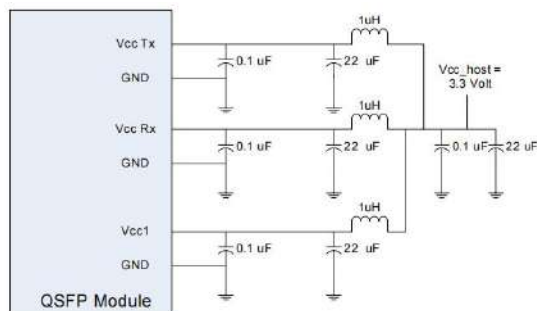 1uH
Vcc Tx
0.1 uF
22 uF
GND
Vcc_host =
3.3 Volt
1uH
Vcc Rx
0.1 uF
22 uF
0.1 uF
22 uF
GND
1uH
Vcc1
0.1 uF
22 uF
GND
QSFP Module